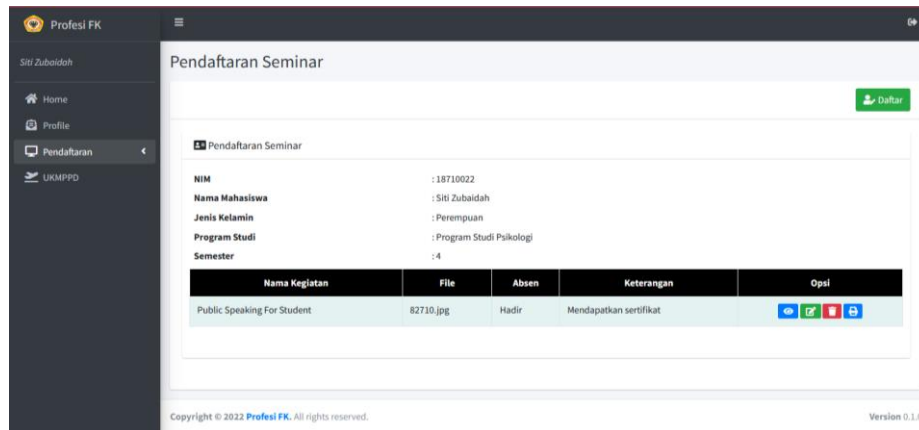 Profesi FK
Siti Zubaidah
Home
Profile
Pendaftaran
UKMPPD
Pendaftaran Seminar
Daftar
Pendaftaran Seminar
NIM : 18710022
Nama Mahasiswa : Siti Zubaidah
Jenis Kelamin : Perempuan
Program Studi : Program Studi Psikologi
Semester : 4
Nama Kegiatan File Absen Keterangan Opsi
Public Speaking For Student 82710.jpg Hadir Mendapatkan sertifikat
Copyright © 2022 Profesi FK. All rights reserved. Version 0.1.